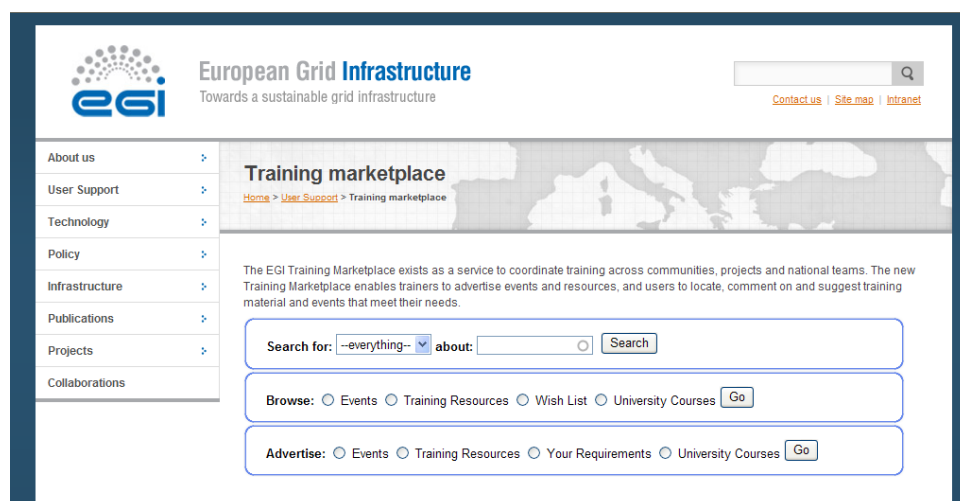 egi
European Grid Infrastructure
Towards a sustainable grid infrastructure
Contact us | Site map | Intranet
About us
User Support
Technology
Policy
Infrastructure
Publications
Projects
Collaborations
Training marketplace
Home > User Support > Training marketplace
The EGI Training Marketplace exists as a service to coordinate training across communities, projects and national teams. The new
Training Marketplace enables trainers to advertise events and resources, and users to locate, comment on and suggest training
material and events that meet their needs.
Search for: --everything-- about: Search
Browse: Events Training Resources Wish List University Courses Go
Advertise: Events Training Resources Your Requirements University Courses Go